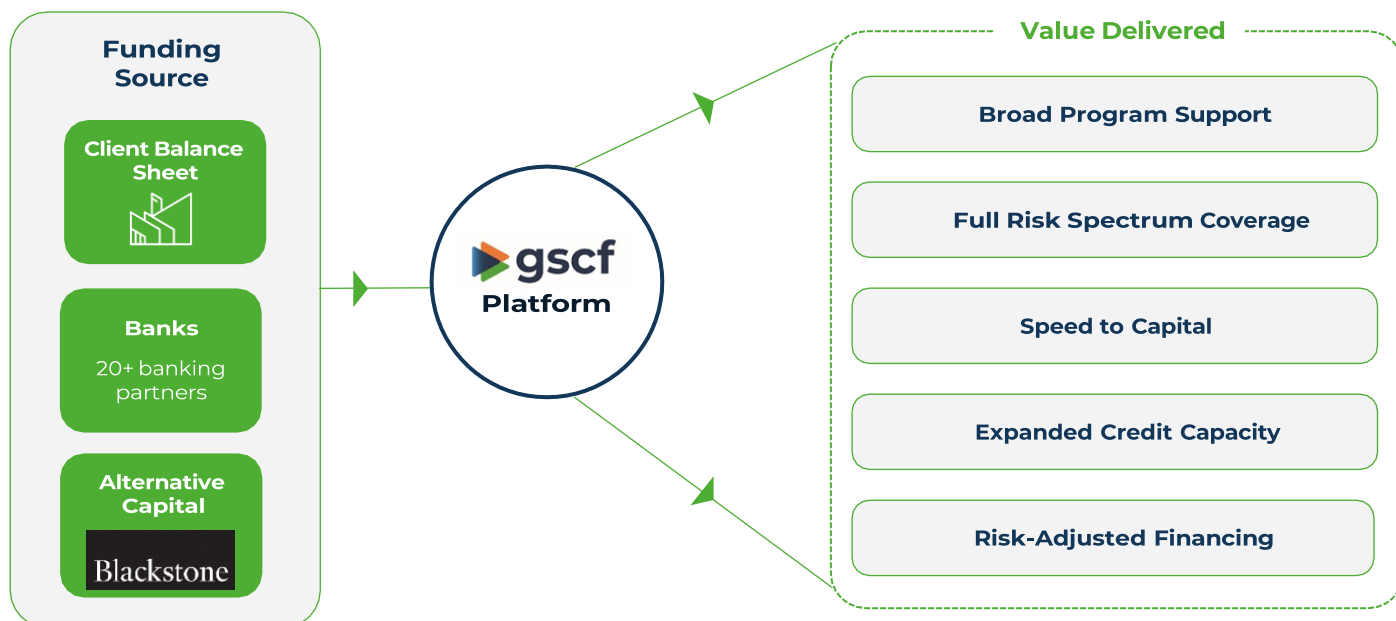 Funding
Source
Client Balance
Sheet
Banks
20+ banking
partners
Alternative
Capital
Blackstone
gscf
Platform
Value Delivered
Broad Program Support
Full Risk Spectrum Coverage
Speed to Capital
Expanded Credit Capacity
Risk-Adjusted Financing